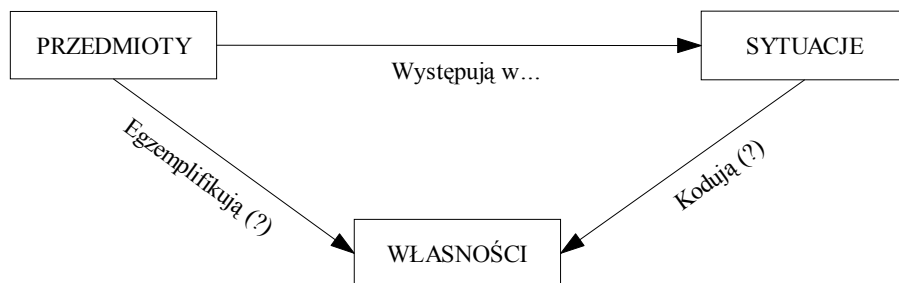 PRZEDMIOTY
SYTUACJE
Występują w...
Egzemplifikują (?)
Kodują (?)
WŁASNOŚCI